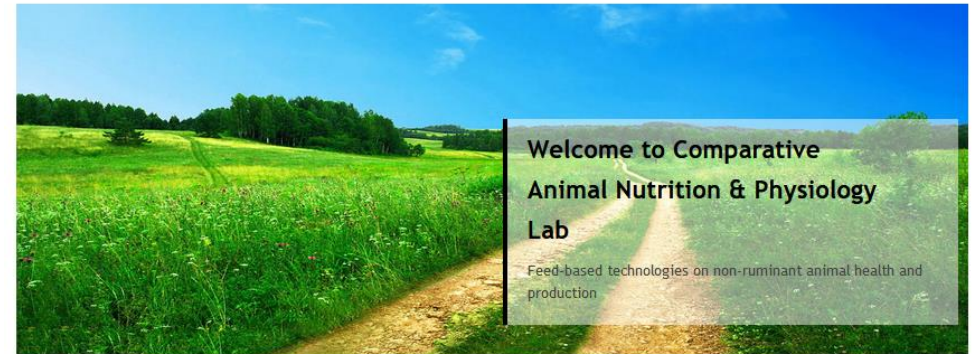 Welcome to Comparative
Animal Nutrition & Physiology
Lab
Feed-based technologies on non-ruminant animal health and
production